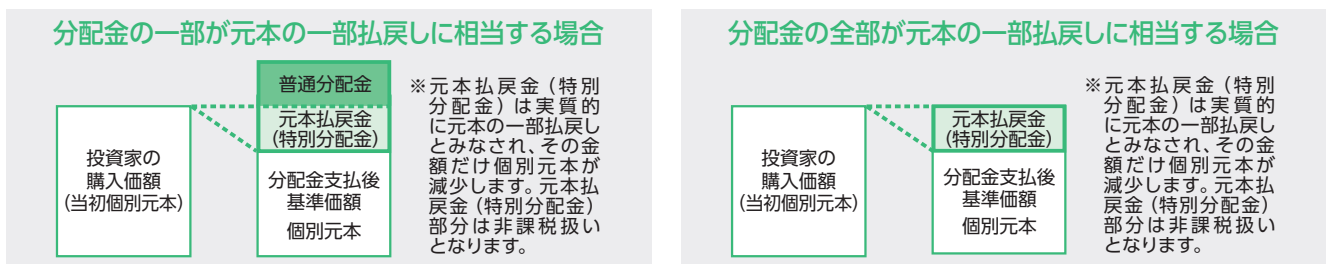 分配金の一部が元本の一部払戻しに相当する場合
普通分配金
元本払戻金
(特別分配金)
投資家の
購入価額
(当初個別元本)
分配金支払後
基準価額
個別元本
※元本払戻金(特別
分配金)は実質的
に元本の一部払戻し
とみなされ、その金
額だけ個別元本が
減少します。元本払
戻金(特別分配金)
部分は非課税扱い
となります。
分配金の全部が元本の一部払戻しに相当する場合
元本払戻金
(特別分配金)
投資家の
購入価額
(当初個別元本)
分配金支払後
基準価額
個別元本
※元本払戻金(特別
分配金)は実質的
に元本の一部払戻し
とみなされ、その金
額だけ個別元本が
減少します。元本払
戻金(特別分配金)
部分は非課税扱い
となります。